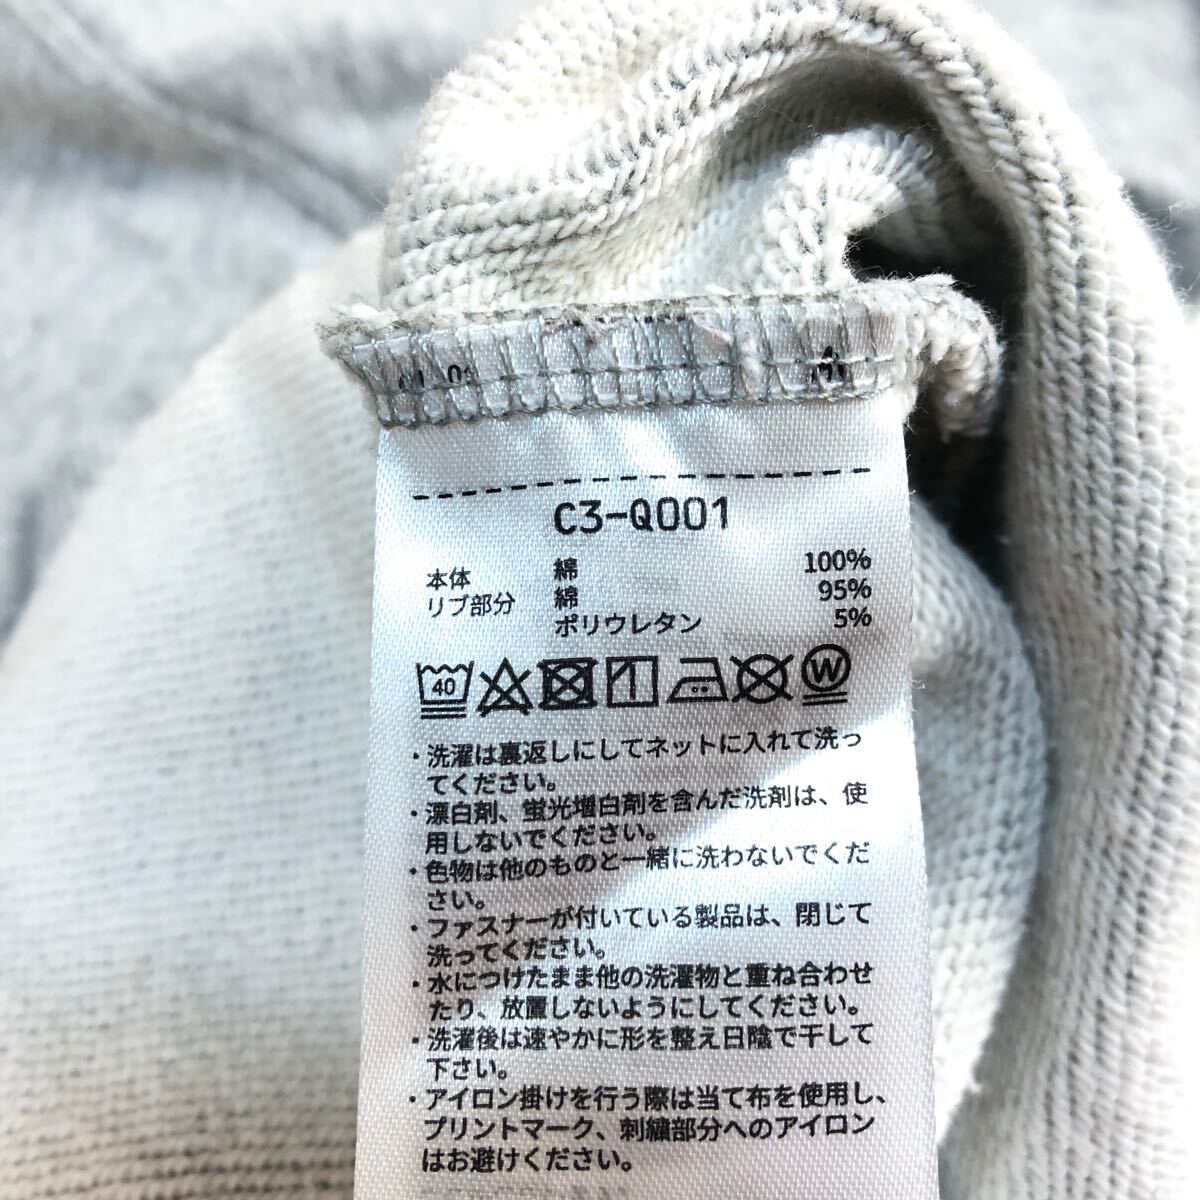 C3-Q001
本体 綿 100%
リブ部分 綿 95%
ポリウレタン 5%
40 W
・洗濯は裏返しにしてネットに入れて洗っ
てください。
・漂白剤、蛍光増白剤を含んだ洗剤は、使
用しないでください。
・色物は他のものと一緒に洗わないでくだ
さい。
・ファスナーが付いている製品は、閉じて
洗ってください。
・水につけたまま他の洗濯物と重ね合わせ
たり、放置しないようにしてください。
・洗濯後は速やかに形を整え日陰で干して
下さい。
・アイロン掛けを行う際は当て布を使用し、
プリントマーク、刺繍部分へのアイロン
はお避けください。